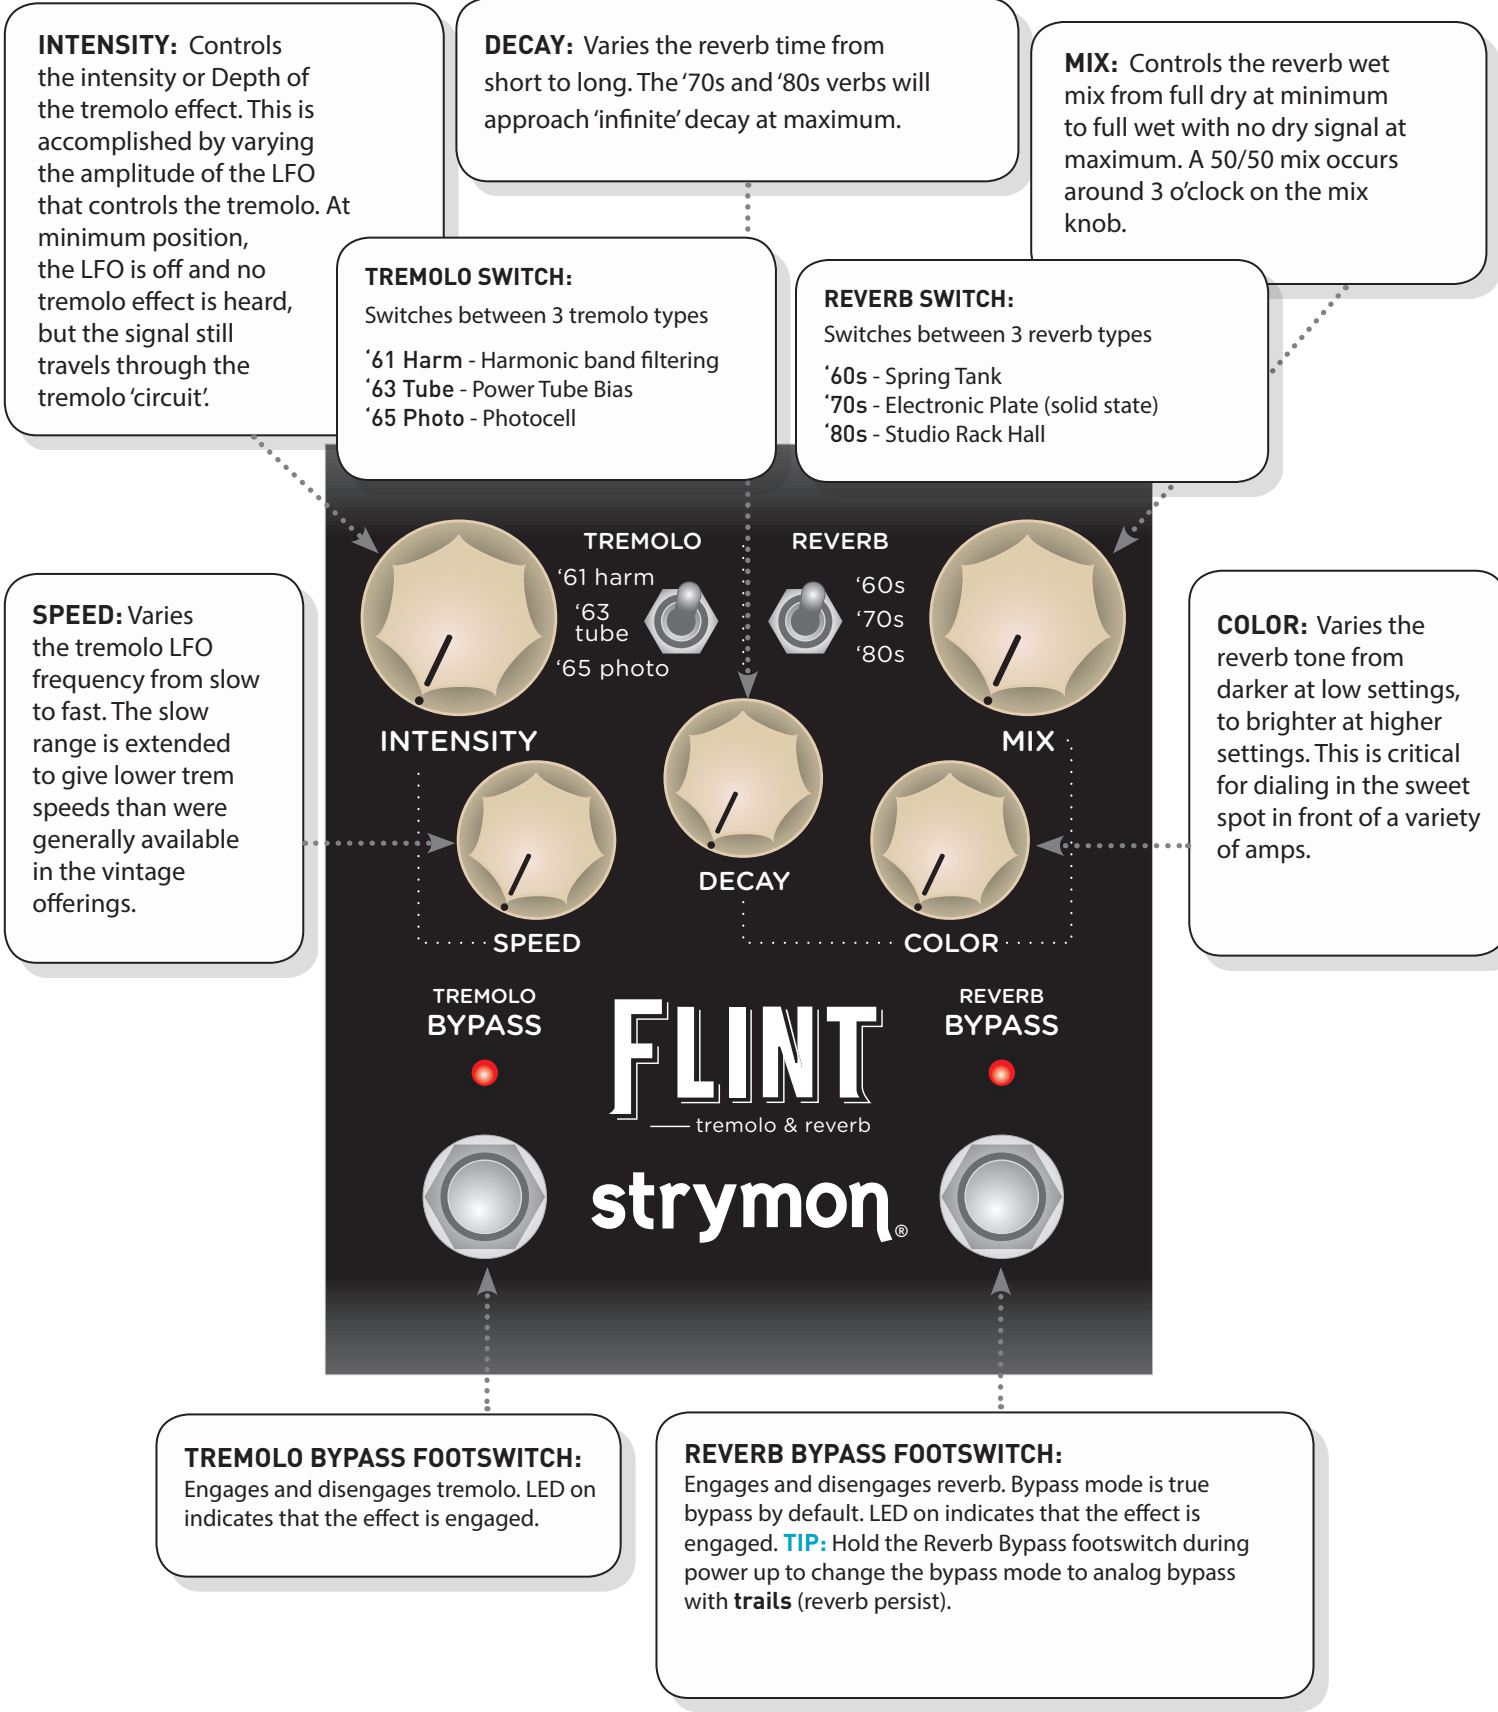 INTENSITY: Controls
the intensity or Depth of
the tremolo effect. This is
accomplished by varying
the amplitude of the LFO
that controls the tremolo. At
minimum position,
the LFO is off and no
tremolo effect is heard,
but the signal still
travels through the
tremolo ‘circuit’.
DECAY: Varies the reverb time from
short to long. The ‘70s and ‘80s verbs will
approach ‘infinite’ decay at maximum.
MIX: Controls the reverb wet
mix from full dry at minimum
to full wet with no dry signal at
maximum. A 50/50 mix occurs
around 3 o’clock on the mix
knob.
TREMOLO SWITCH:
Switches between 3 tremolo types
‘61 Harm - Harmonic band filtering
‘63 Tube - Power Tube Bias
‘65 Photo - Photocell
REVERB SWITCH:
Switches between 3 reverb types
‘60s - Spring Tank
‘70s - Electronic Plate (solid state)
‘80s - Studio Rack Hall
SPEED: Varies
the tremolo LFO
frequency from slow
to fast. The slow
range is extended
to give lower trem
speeds than were
generally available
in the vintage
offerings.
TREMOLO
‘61 harm
‘63
tube
‘65 photo
REVERB
‘60s
‘70s
‘80s
INTENSITY
MIX
DECAY
SPEED
COLOR
COLOR: Varies the
reverb tone from
darker at low settings,
to brighter at higher
settings. This is critical
for dialing in the sweet
spot in front of a variety
of amps.
TREMOLO
BYPASS
REVERB
BYPASS
FLINT
tremolo & reverb
strymon®
TREMOLO BYPASS FOOTSWITCH:
Engages and disengages tremolo. LED on
indicates that the effect is engaged.
REVERB BYPASS FOOTSWITCH:
Engages and disengages reverb. Bypass mode is true
bypass by default. LED on indicates that the effect is
engaged. TIP: Hold the Reverb Bypass footswitch during
power up to change the bypass mode to analog bypass
with trails (reverb persist).